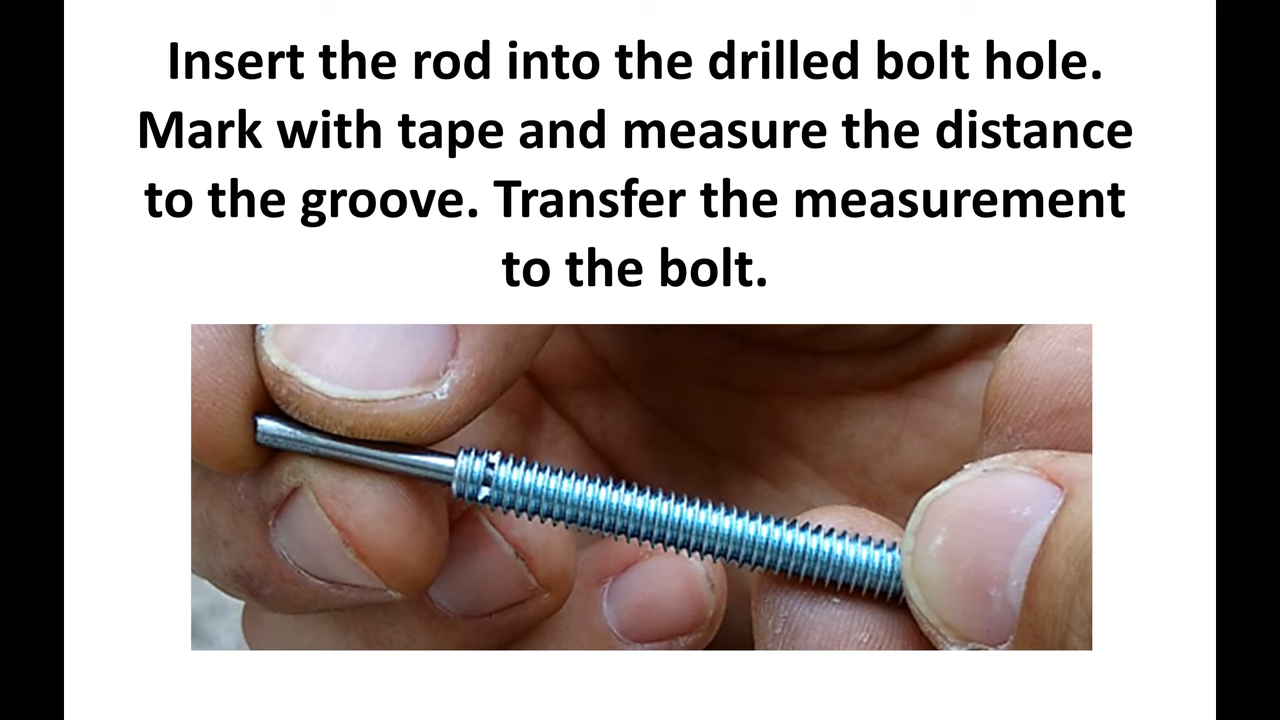 Insert the rod into the drilled bolt hole.
Mark with tape and measure the distance
to the groove. Transfer the measurement
to the bolt.